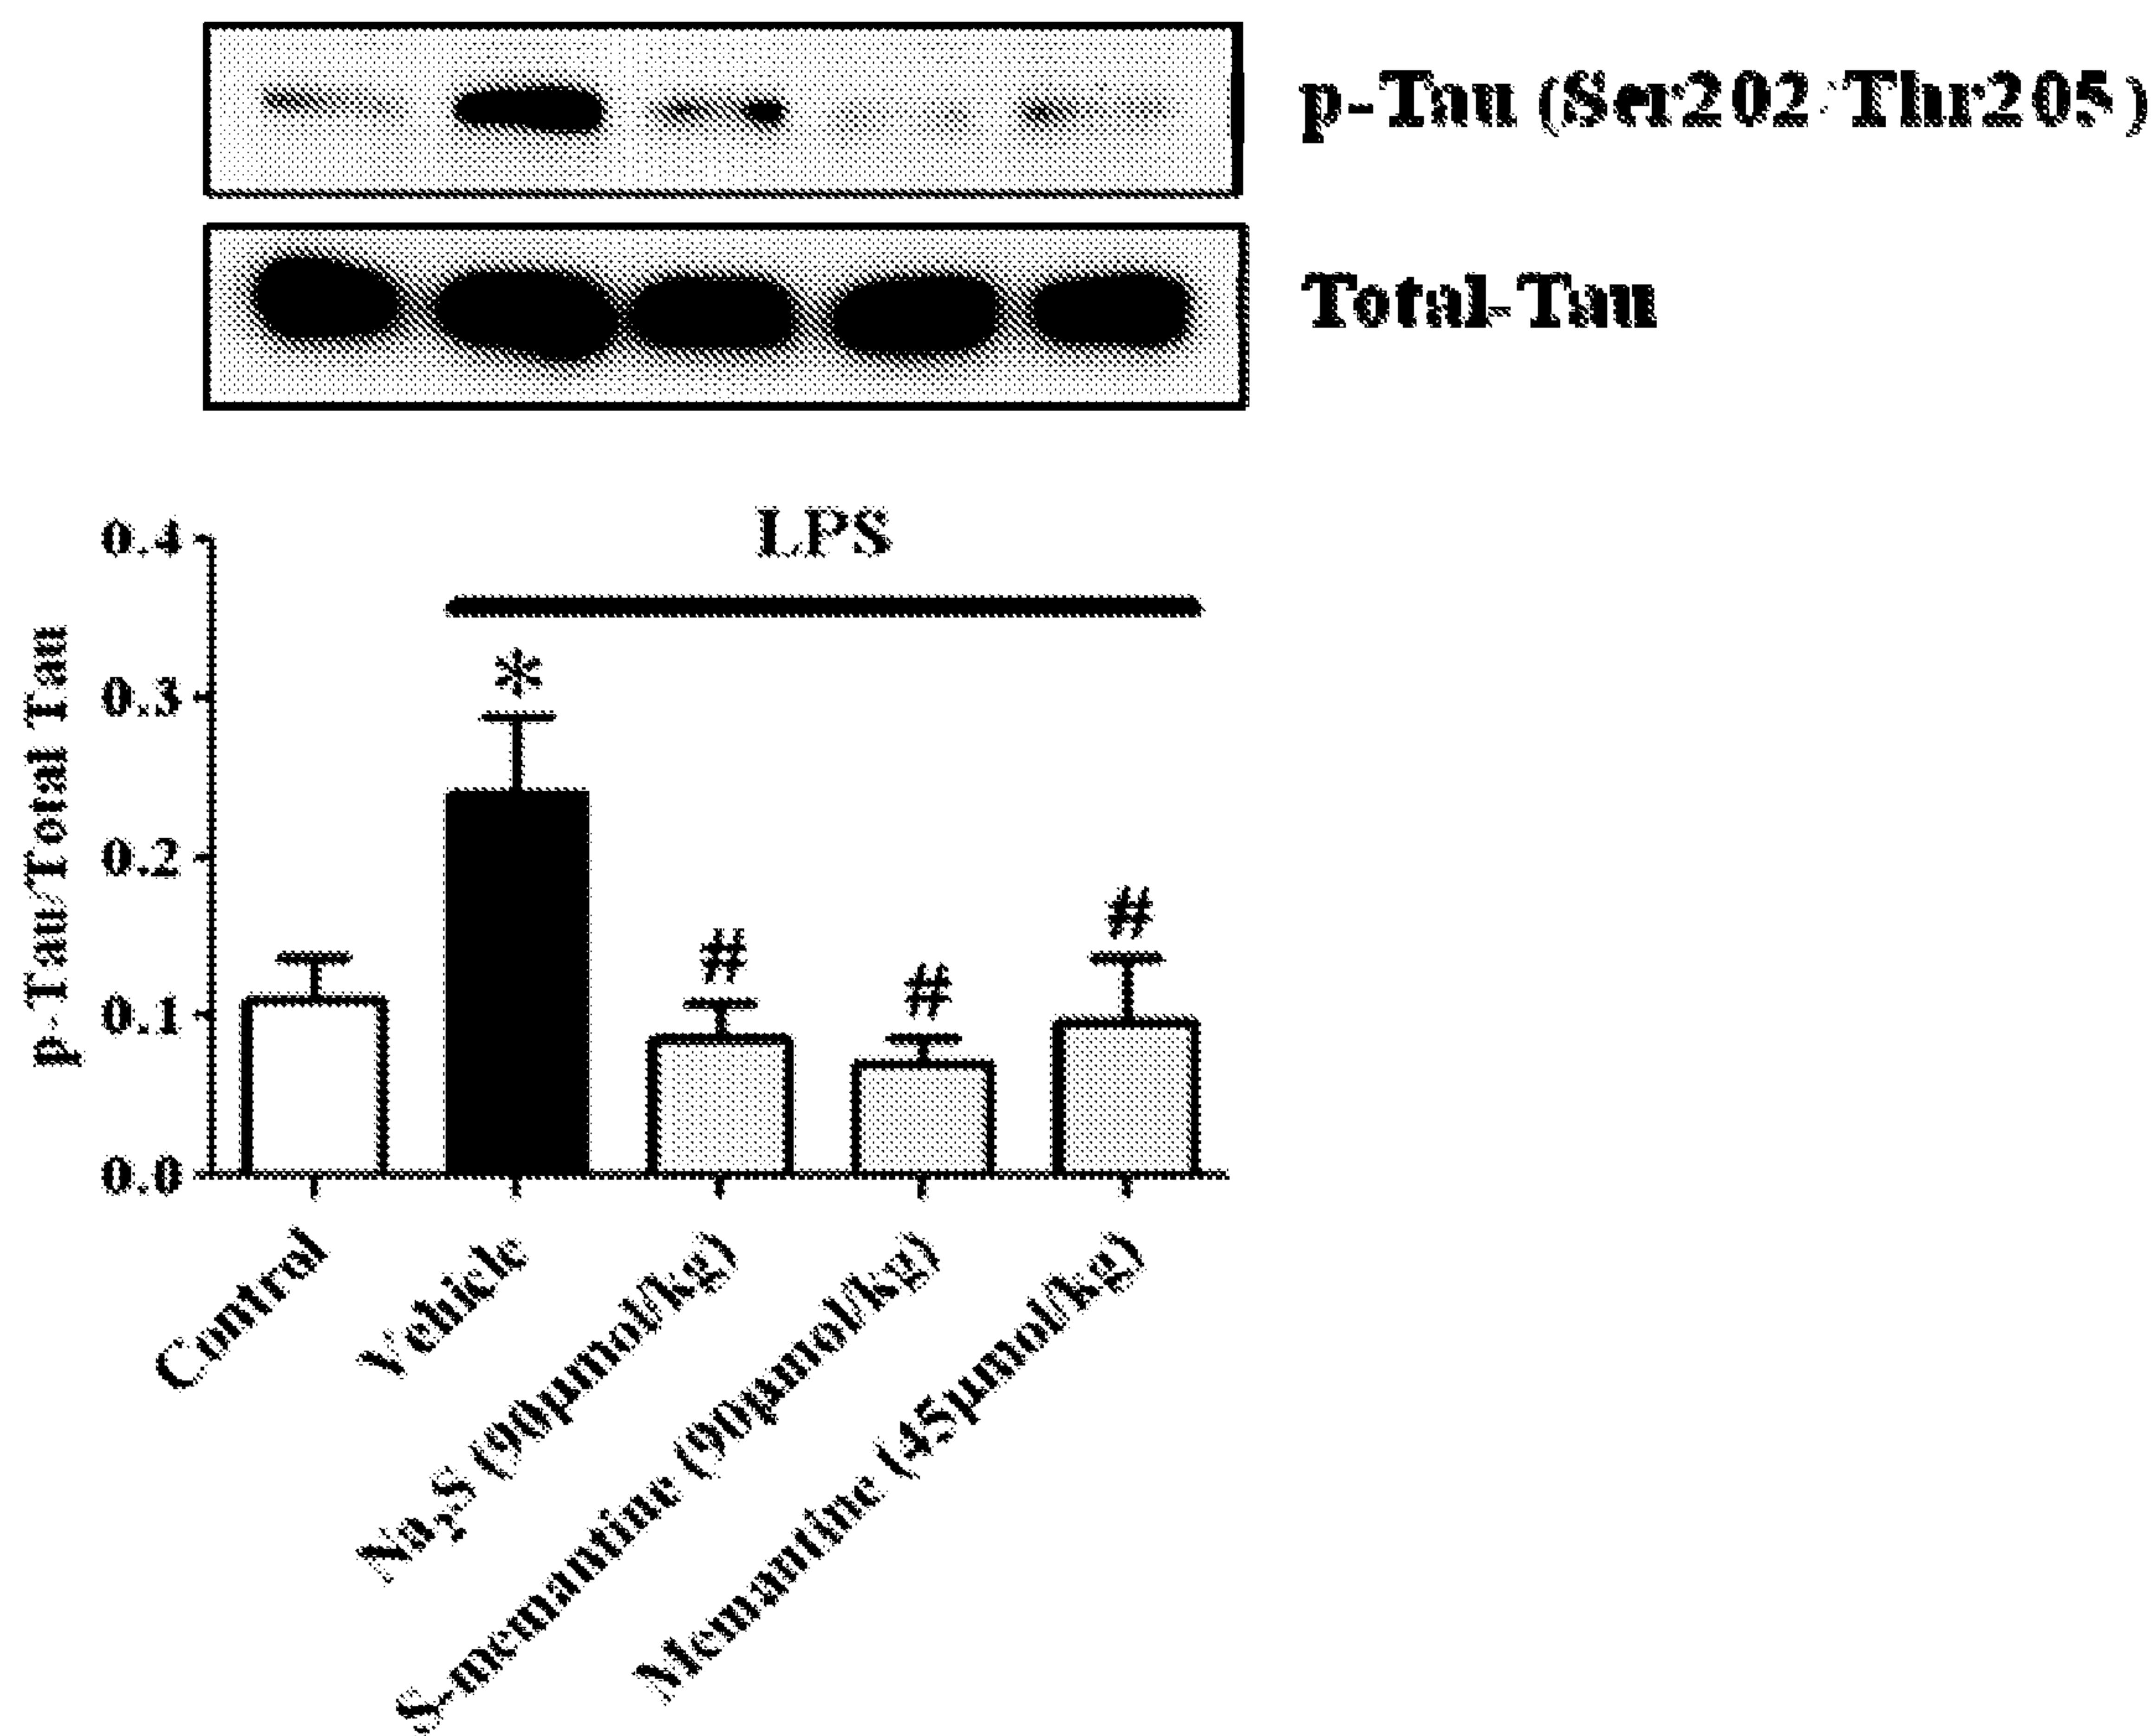 p-Tau (Ser202/Thr205)
Total-Tau
LPS
p-Tau/Total Tau
0.4
*
0.3
0.2
#
#
#
0.1
0.0
Control
Vehicle
Na₂S (90µmol/kg)
S-memantine (90µmol/kg)
Memantine (45µmol/kg)